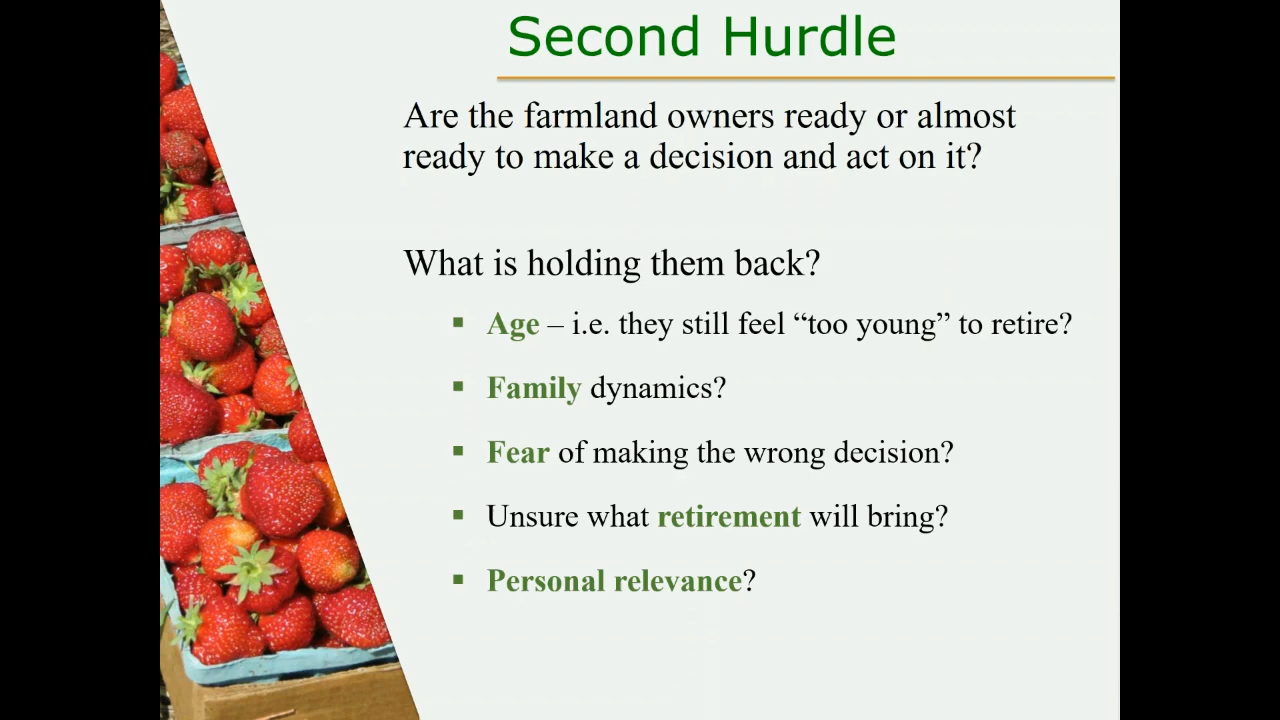 Second Hurdle
Are the farmland owners ready or almost
ready to make a decision and act on it?
What is holding them back?
▪ Age – i.e. they still feel “too young” to retire?
▪ Family dynamics?
▪ Fear of making the wrong decision?
▪ Unsure what retirement will bring?
▪ Personal relevance?